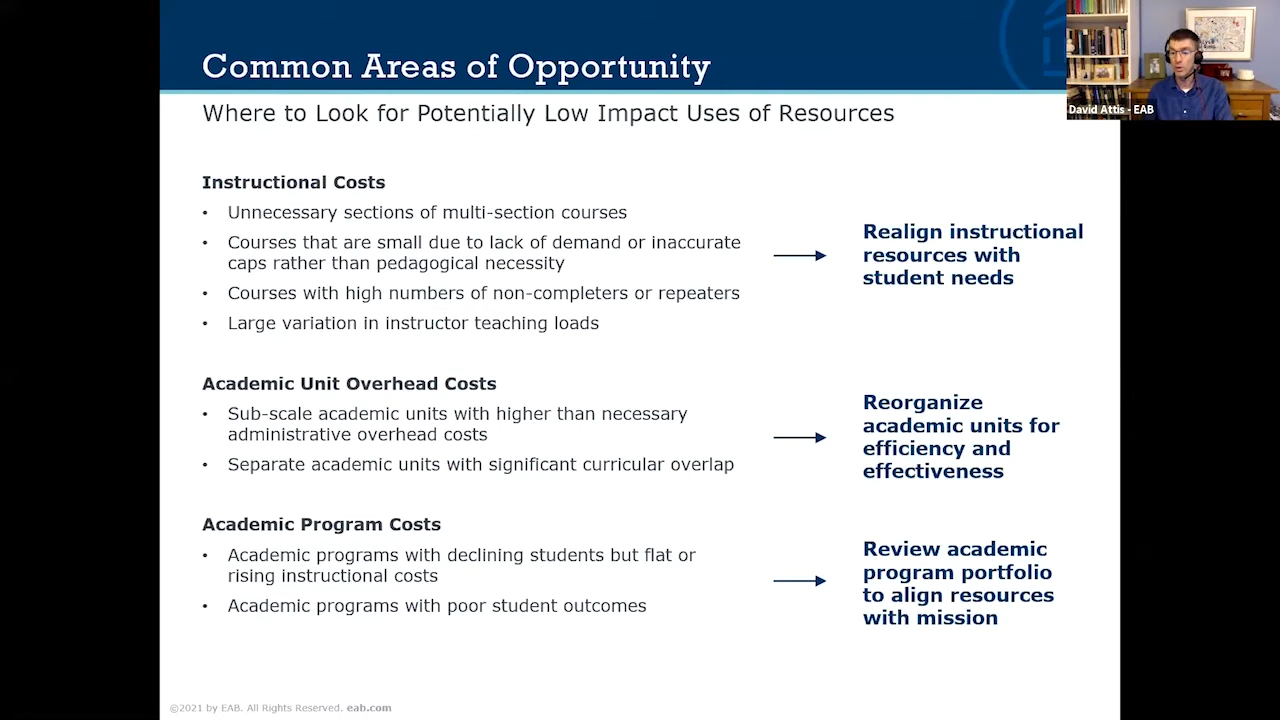 Common Areas of Opportunity
David Attis - EAB
Where to Look for Potentially Low Impact Uses of Resources
Instructional Costs
• Unnecessary sections of multi-section courses
• Courses that are small due to lack of demand or inaccurate
caps rather than pedagogical necessity
• Courses with high numbers of non-completers or repeaters
• Large variation in instructor teaching loads
Realign instructional
resources with
student needs
Academic Unit Overhead Costs
• Sub-scale academic units with higher than necessary
administrative overhead costs
• Separate academic units with significant curricular overlap
Reorganize
academic units for
efficiency and
effectiveness
Academic Program Costs
• Academic programs with declining students but flat or
rising instructional costs
• Academic programs with poor student outcomes
Review academic
program portfolio
to align resources
with mission
©2021 by EAB. All Rights Reserved. eab.com